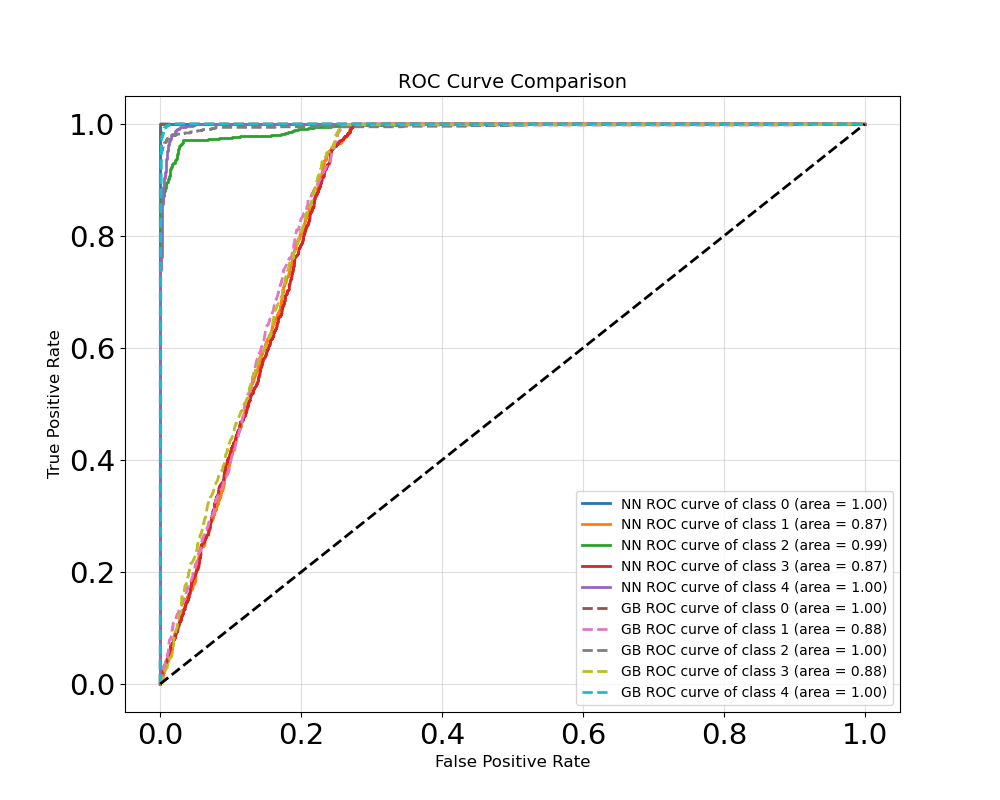 ROC Curve Comparison
1.0
0.8
0.6
0.4
0.2
0.0
True Positive Rate
NN ROC curve of class 0 (area = 1.00)
NN ROC curve of class 1 (area = 0.87)
NN ROC curve of class 2 (area = 0.99)
NN ROC curve of class 3 (area = 0.87)
NN ROC curve of class 4 (area = 1.00)
GB ROC curve of class 0 (area = 1.00)
GB ROC curve of class 1 (area = 0.88)
GB ROC curve of class 2 (area = 1.00)
GB ROC curve of class 3 (area = 0.88)
GB ROC curve of class 4 (area = 1.00)
0.0 0.2 0.4 0.6 0.8 1.0
False Positive Rate